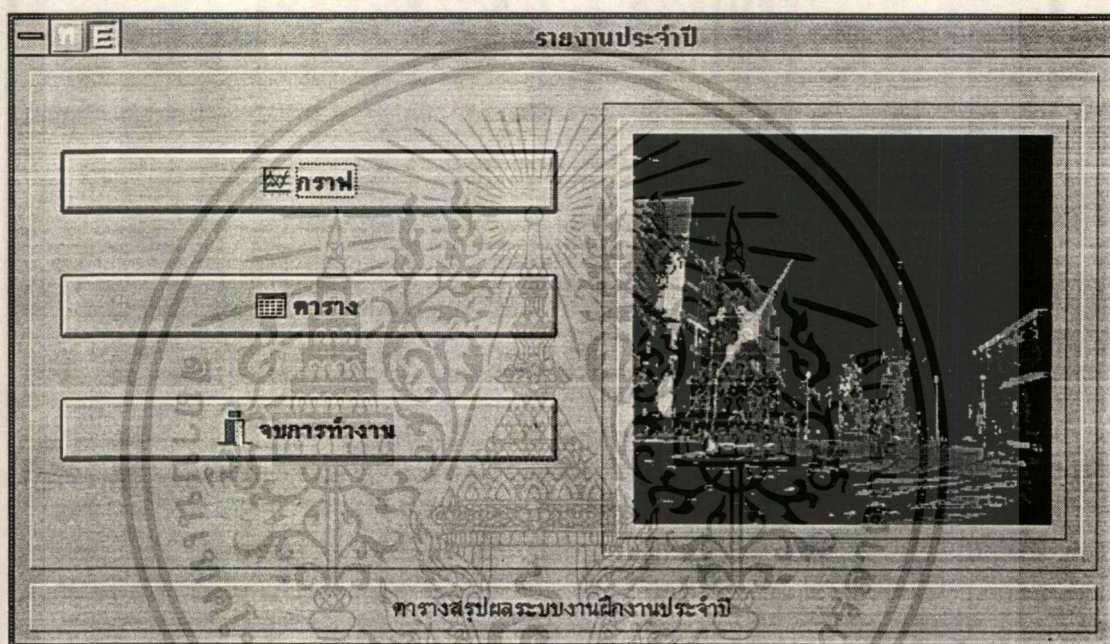 ก E
รายงานประจำปี
กราฟ
ตาราง
จบการทำงาน
ตารางสรุปผลระบบงานฝึกงานประจำปี